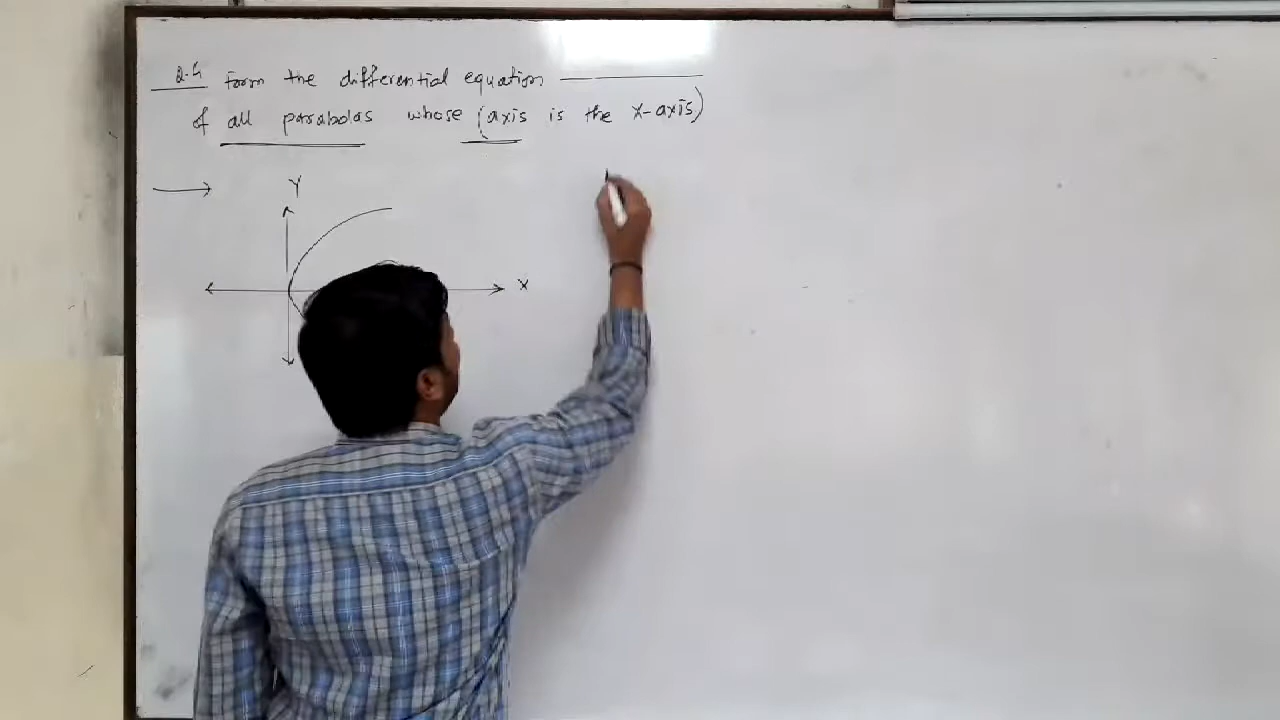 Q.4 form the differential equation
of all parabolas whose (axis is the x-axis)
Y
X